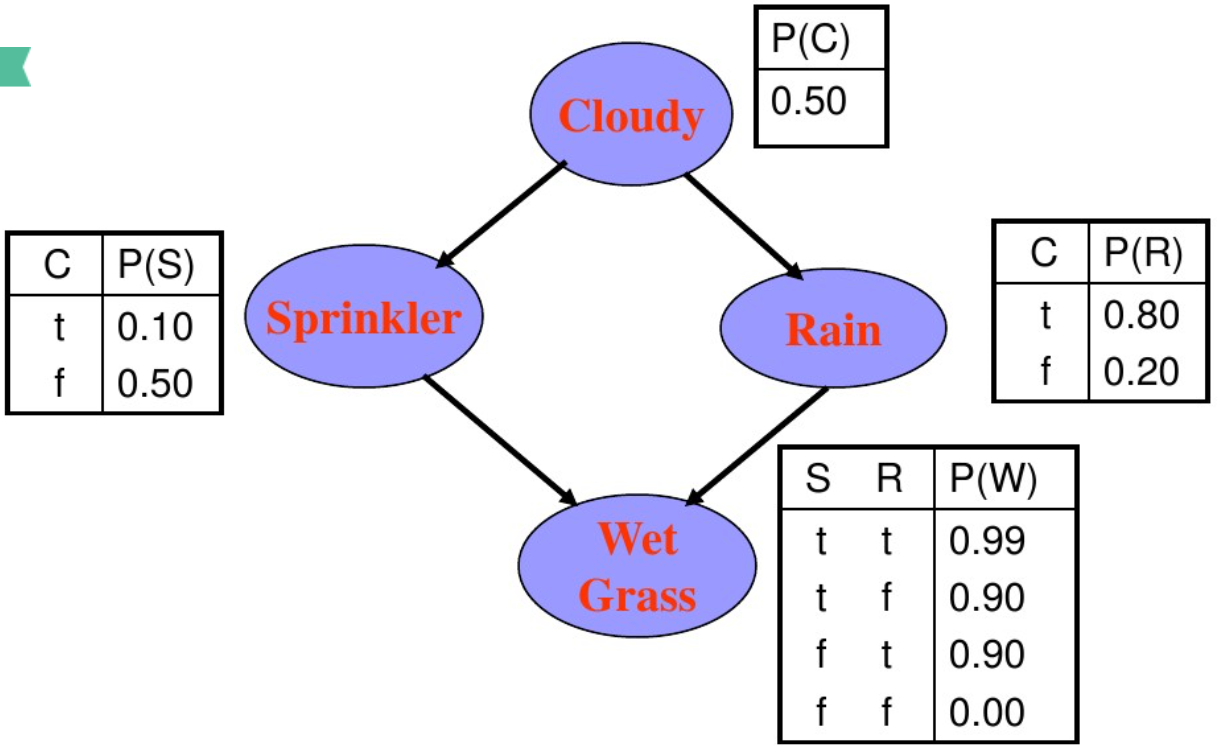 P(C)
0.50
Cloudy
C P(S)
t 0.10
f 0.50
Sprinkler
Rain
C P(R)
t 0.80
f 0.20
Wet
Grass
S R P(W)
t t 0.99
t f 0.90
f t 0.90
f f 0.00